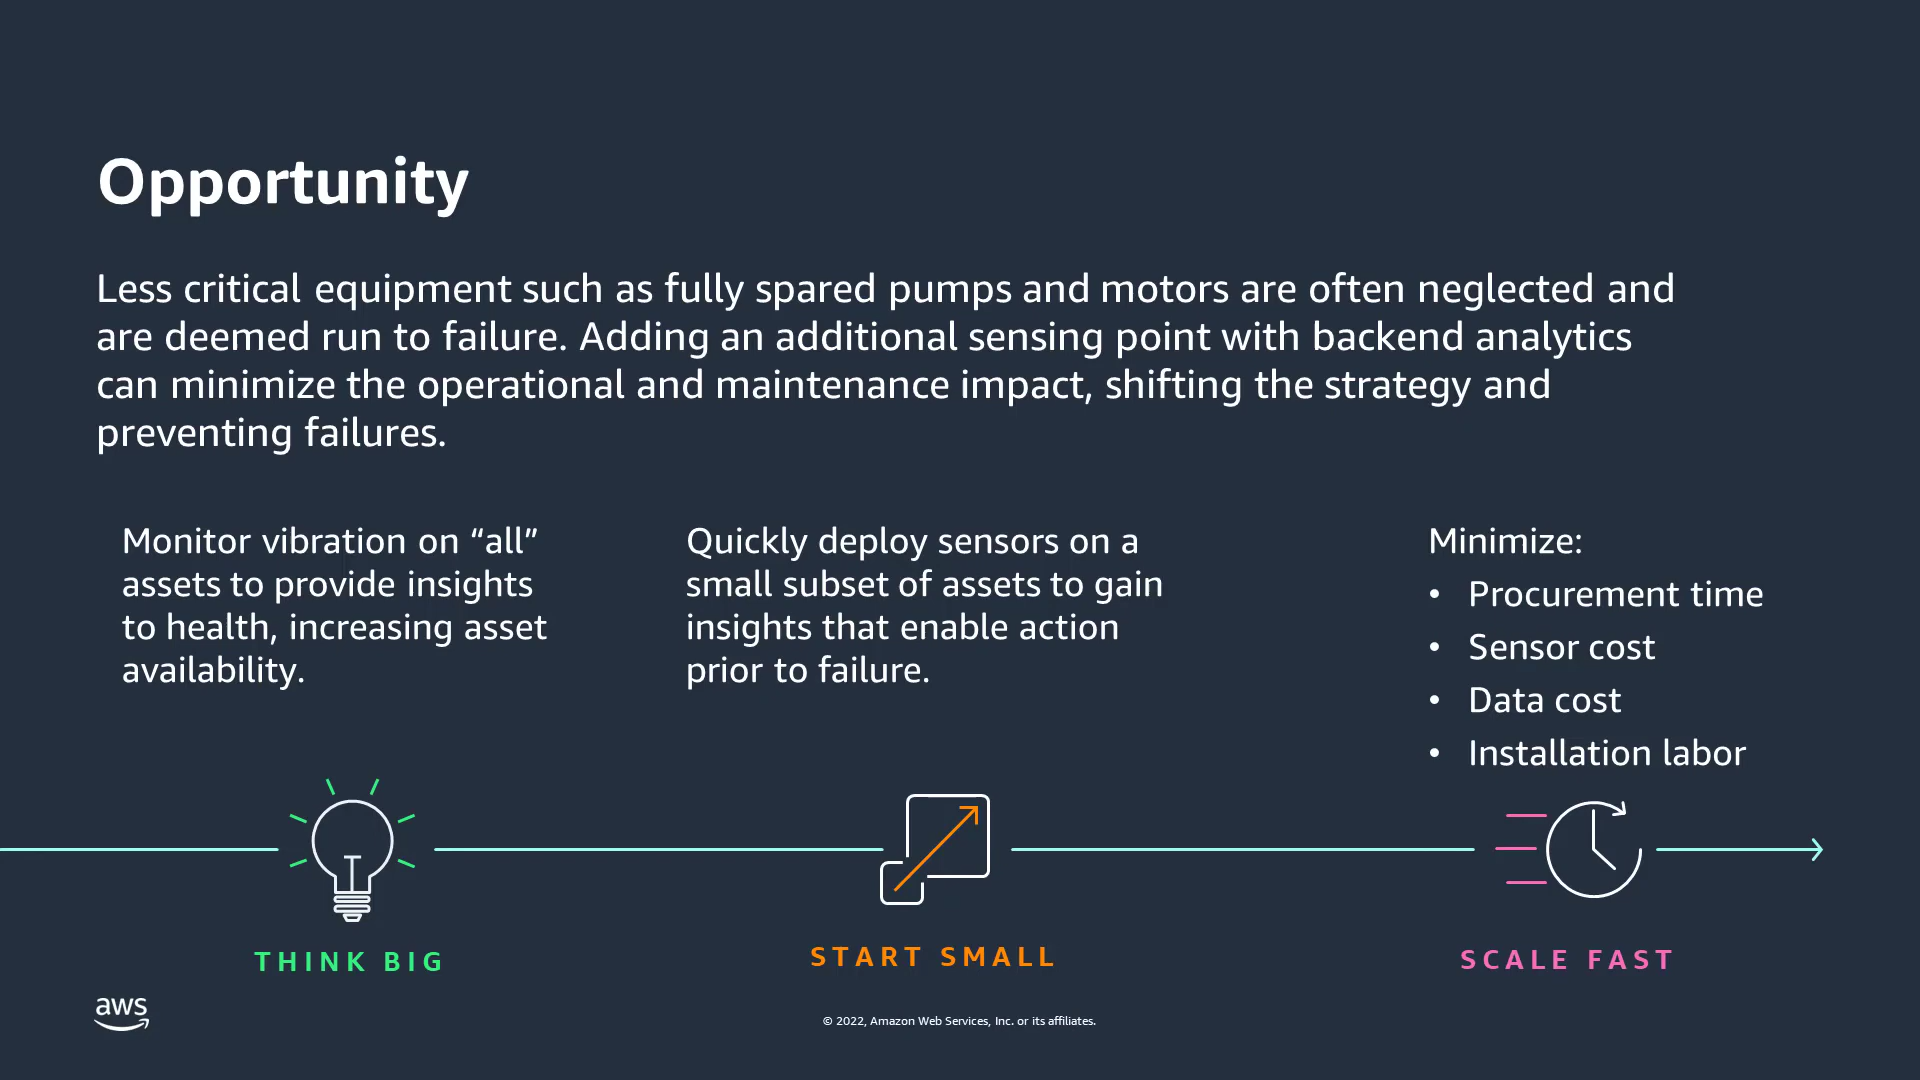 Opportunity
Less critical equipment such as fully spared pumps and motors are often neglected and
are deemed run to failure. Adding an additional sensing point with backend analytics
can minimize the operational and maintenance impact, shifting the strategy and
preventing failures.
Monitor vibration on “all”
assets to provide insights
to health, increasing asset
availability.
Quickly deploy sensors on a
small subset of assets to gain
insights that enable action
prior to failure.
Minimize:
• Procurement time
• Sensor cost
• Data cost
• Installation labor
THINK BIG
START SMALL
SCALE FAST
aws
© 2022, Amazon Web Services, Inc. or its affiliates.